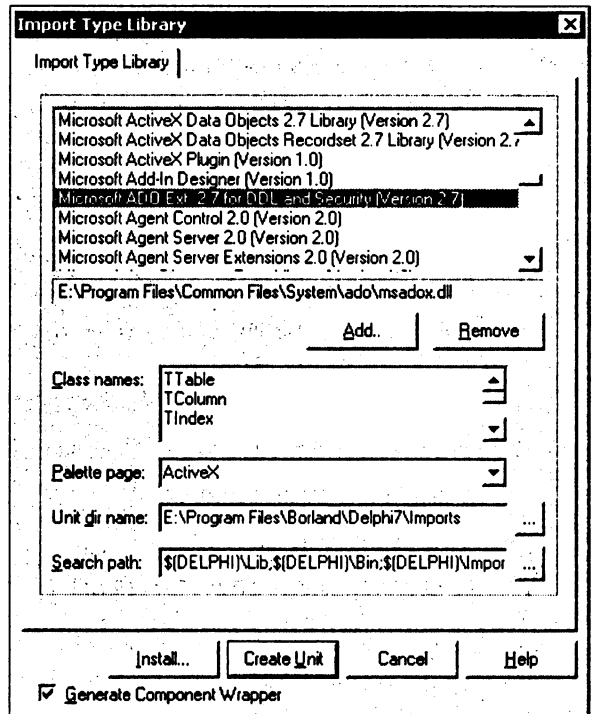 Import Type Library
Import Type Library
Microsoft ActiveX Data Objects 2.7 Library (Version 2.7)
Microsoft ActiveX Data Objects Recordset 2.7 Library (Version 2.7
Microsoft ActiveX Plugin (Version 1.0)
Microsoft Add-In Designer (Version 1.0)
Microsoft ADO Ext. 2.7 for DDL and Security (Version 2.7)
Microsoft Agent Control 2.0 (Version 2.0)
Microsoft Agent Server 2.0 (Version 2.0)
Microsoft Agent Server Extensions 2.0 (Version 2.0)
E:\Program Files\Common Files\System\ado\msadox.dll
Add..
Remove
Class names:
TTable
TColumn
TIndex
Palette page: ActiveX
Unit dir name: E:\Program Files\Borland\Delphi7\Imports ...
Search path: $(DELPHI)\Lib;$(DELPHI)\Bin;$(DELPHI)\Impor ...
Install... Create Unit Cancel Help
Generate Component Wrapper